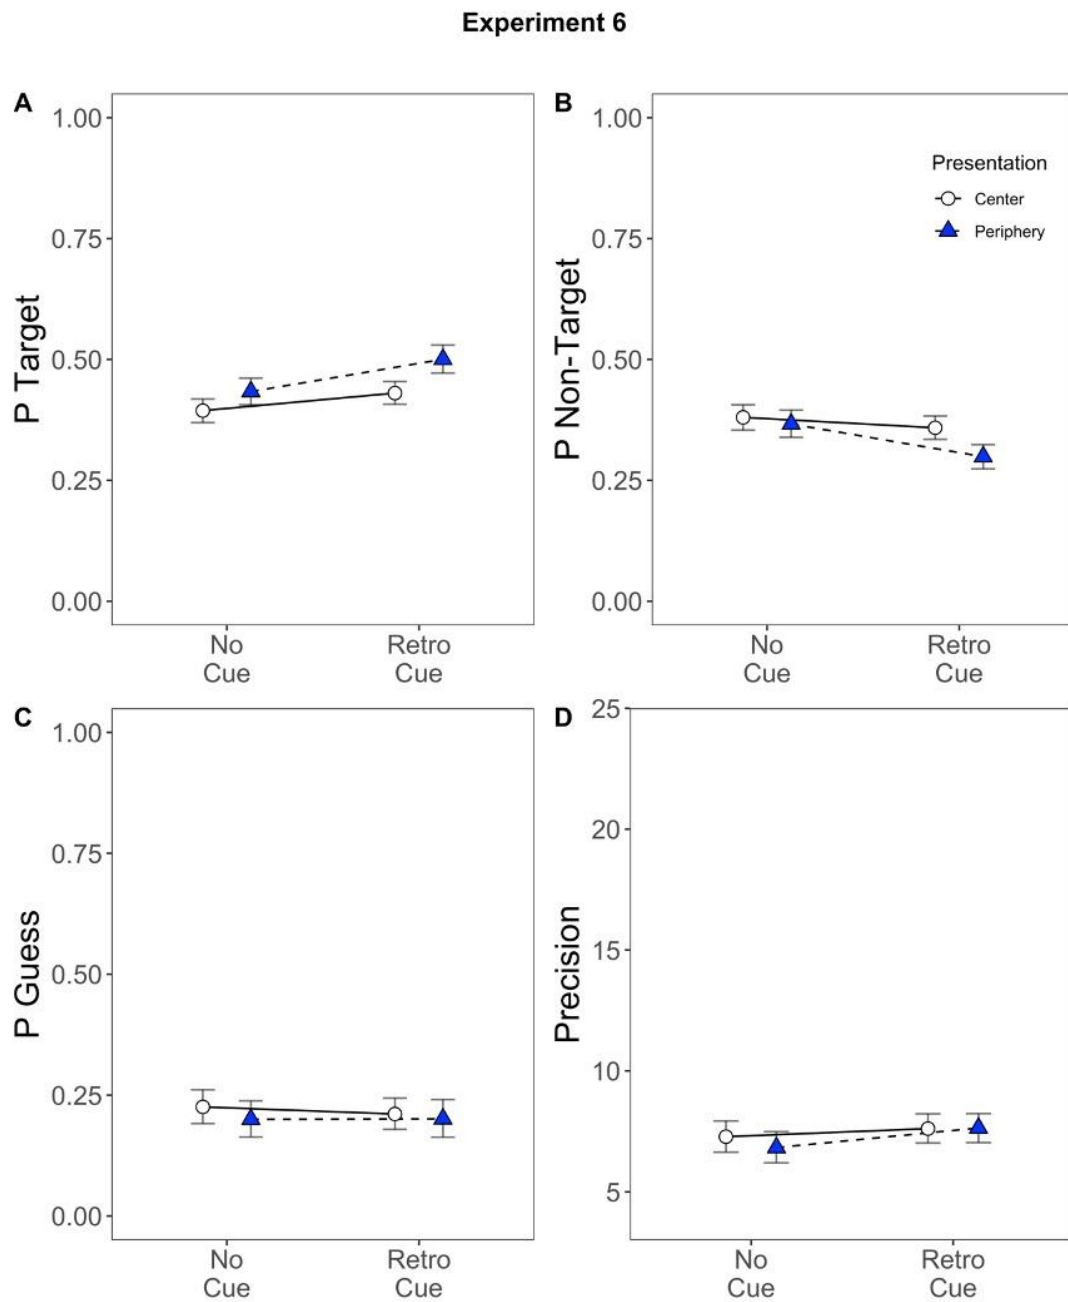 Experiment 6
A
P Target
1.00
0.75
0.50
0.25
0.00
No
Cue
Retro
Cue
B
P Non-Target
1.00
0.75
0.50
0.25
0.00
Presentation
Center
Periphery
No
Cue
Retro
Cue
C
P Guess
1.00
0.75
0.50
0.25
0.00
No
Cue
Retro
Cue
D
Precision
25
20
15
10
5
No
Cue
Retro
Cue